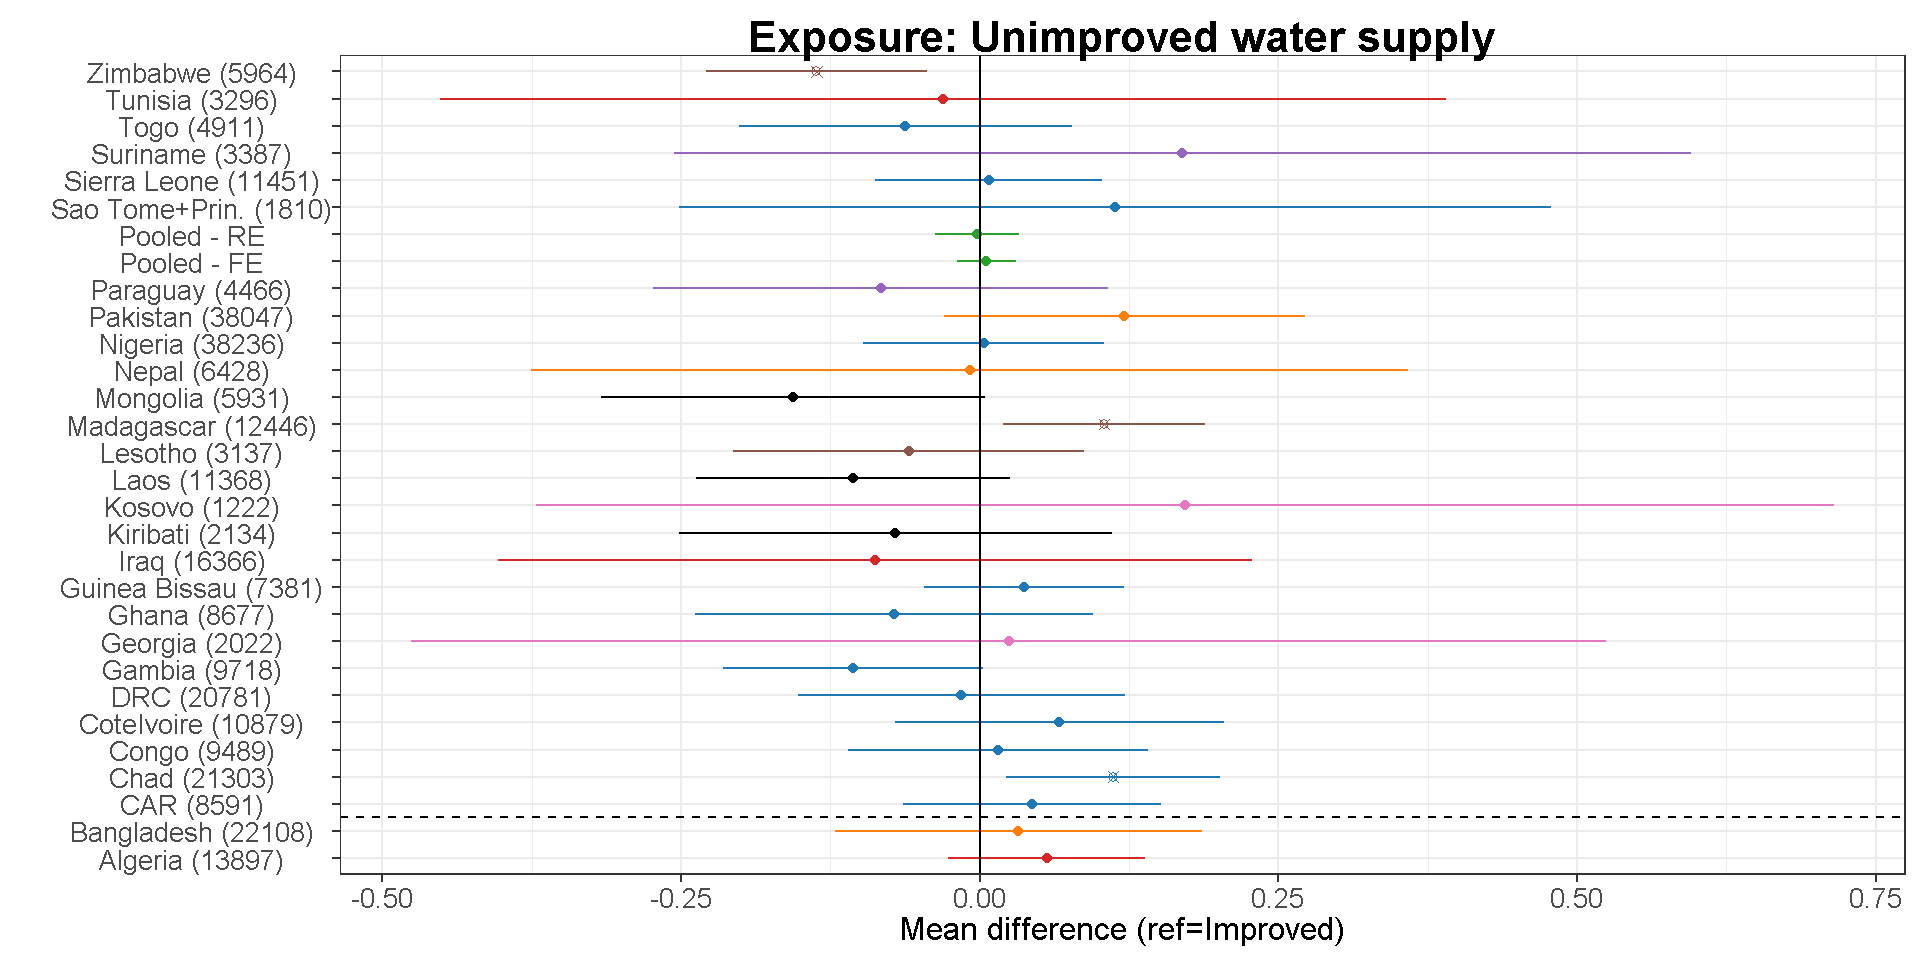 Exposure: Unimproved water supply
Zimbabwe (5964)
Tunisia (3296)
Togo (4911)
Suriname (3387)
Sierra Leone (11451)
Sao Tome+Prin. (1810)
Pooled - RE
Pooled - FE
Paraguay (4466)
Pakistan (38047)
Nigeria (38236)
Nepal (6428)
Mongolia (5931)
Madagascar (12446)
Lesotho (3137)
Laos (11368)
Kosovo (1222)
Kiribati (2134)
Iraq (16366)
Guinea Bissau (7381)
Ghana (8677)
Georgia (2022)
Gambia (9718)
DRC (20781)
CoteIvoire (10879)
Congo (9489)
Chad (21303)
CAR (8591)
Bangladesh (22108)
Algeria (13897)
-0.50 -0.25 0.00 0.25 0.50 0.75
Mean difference (ref=Improved)